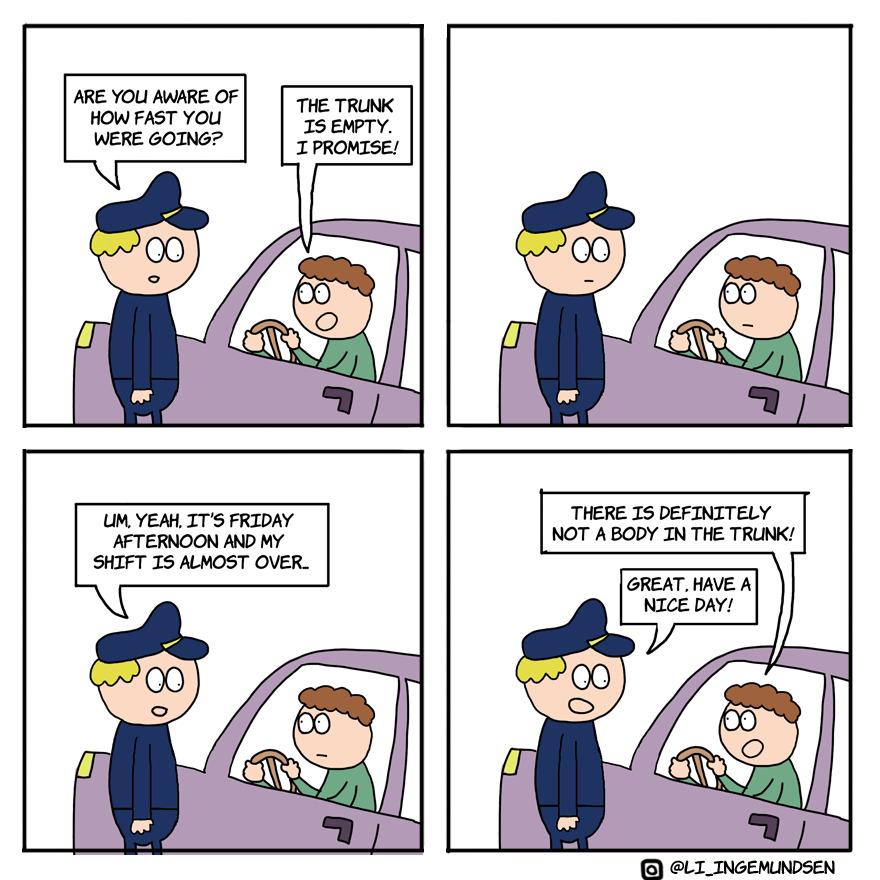 ARE YOU AWARE OF
HOW FAST YOU
WERE GOING?
THE TRUNK
IS EMPTY.
I PROMISE!
UM, YEAH, IT'S FRIDAY
AFTERNOON AND MY
SHIFT IS ALMOST OVER...
THERE IS DEFINITELY
NOT A BODY IN THE TRUNK!
GREAT, HAVE A
NICE DAY!
@LI_INGEMUNDSEN